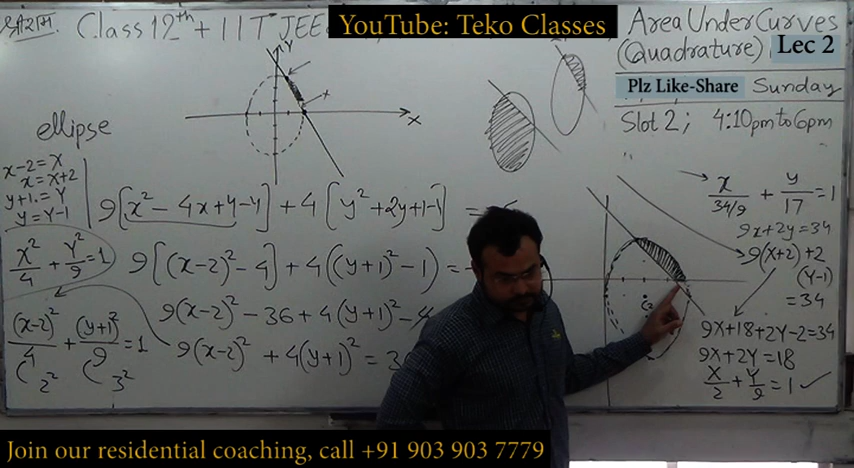 श्रीराम. Class 12th + IIT JEE
YouTube: Teko Classes
Area Under Curves
(Quadrature)
Lec 2
Plz Like-Share Sunday
Slot 2; 4:10pm to 6pm
Y
X
x
ellipse
x-2=X
x=X+2
y+1=Y
y=Y-1
9[x²-4x+4-4]+4[y²+2y+1-1]=
X²/4+Y²/9=1
9[(x-2)²-4]+4((y+1)²-1)=
9(x-2)²-36+4(y+1)²-4
(x-2)²/4+(y+1)²/9=1
9(x-2)²+4(y+1)²=3
2² 3²
x/34/9+y/17=1
9x+2y=34
9(X+2)+2
(Y-1)
=34
9X+18+2Y-2=34
9X+2Y=18
X/2+Y/9=1 ✓
Join our residential coaching, call +91 903 903 7779